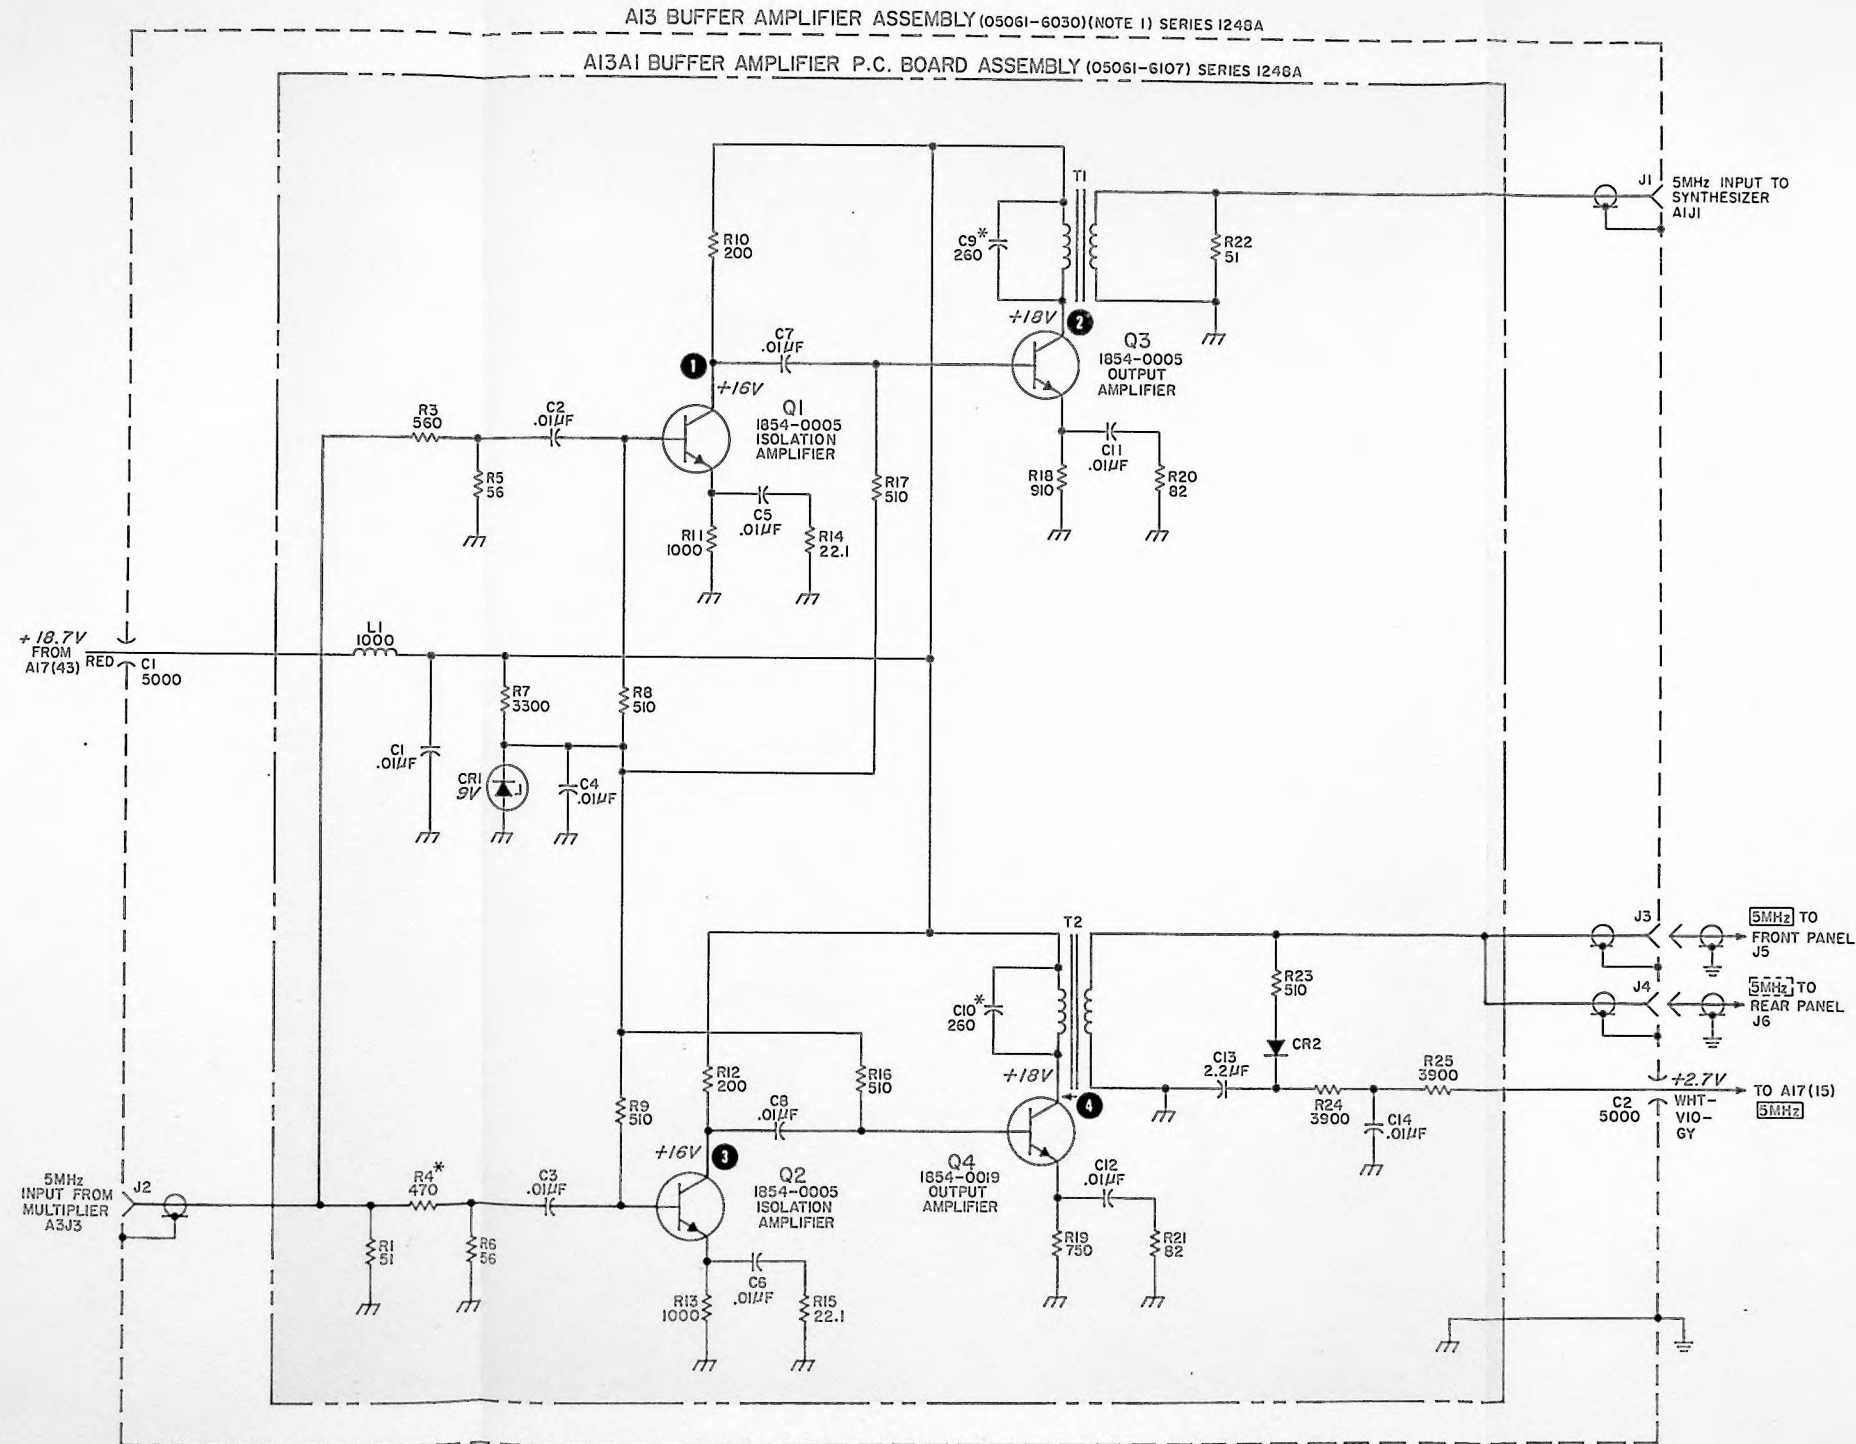 A13 BUFFER AMPLIFIER ASSEMBLY (05061-6030)(NOTE 1) SERIES 1248A
A13A1 BUFFER AMPLIFIER P.C. BOARD ASSEMBLY (05061-6107) SERIES 1248A
T1
J1
5MHz INPUT TO
SYNTHESIZER
A1J1
R10
200
C9*
260
R22
51
+18V
2
Q3
1854-0005
OUTPUT
AMPLIFIER
C7
.01µF
1
+16V
Q1
1854-0005
ISOLATION
AMPLIFIER
R3
560
C2
.01µF
R5
56
R17
510
C11
.01µF
R18
910
R20
82
C5
.01µF
R11
1000
R14
22.1
+18.7V
FROM
A17(43)
RED
C1
5000
L1
1000
R7
3300
R8
510
C1
.01µF
CR1
9V
C4
.01µF
T2
J3
5MHz TO
FRONT PANEL
J5
J4
5MHz TO
REAR PANEL
J6
R23
510
C10*
260
CR2
+18V
4
C13
2.2µF
R24
3900
R25
3900
C14
.01µF
C2
5000
+2.7V
WHT-
VIO-
GY
TO A17(15)
5MHz
R12
200
R16
510
R9
510
C8
.01µF
+16V
3
Q2
1854-0005
ISOLATION
AMPLIFIER
Q4
1854-0019
OUTPUT
AMPLIFIER
5MHz
INPUT FROM
MULTIPLIER
A3J3
J2
R4*
470
C3
.01µF
R1
51
R6
56
C12
.01µF
R19
750
R21
82
C6
.01µF
R13
1000
R15
22.1